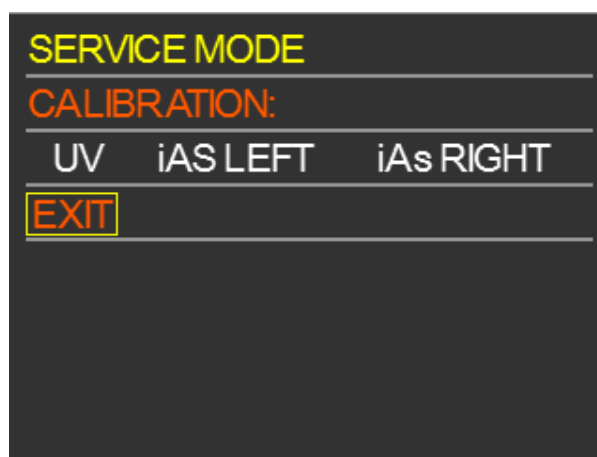 SERVICE MODE
CALIBRATION:
UV iAS LEFT iAs RIGHT
EXIT